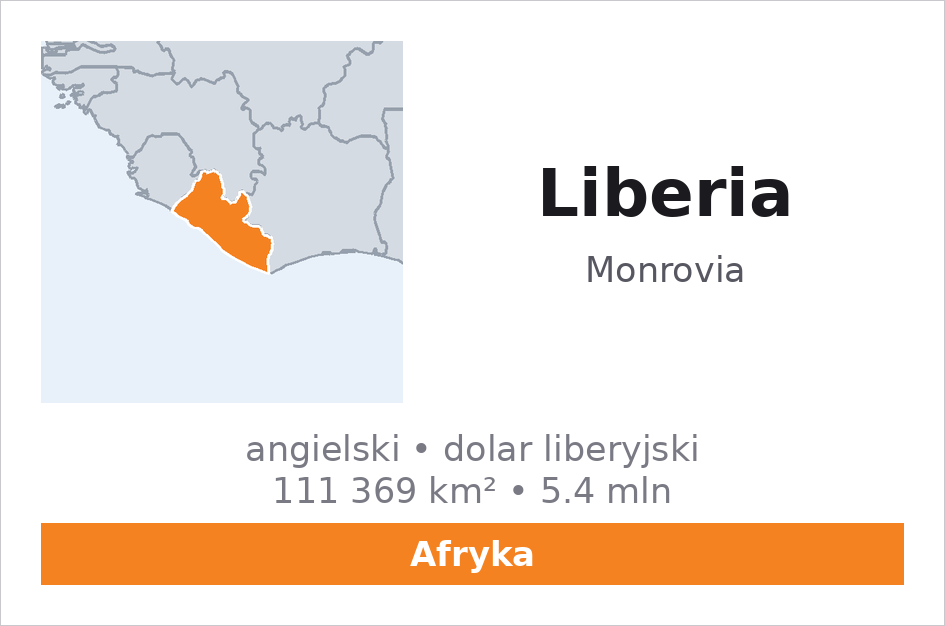 Liberia
Monrovia
angielski • dolar liberyjski
111 369 km² • 5.4 mln
Afryka